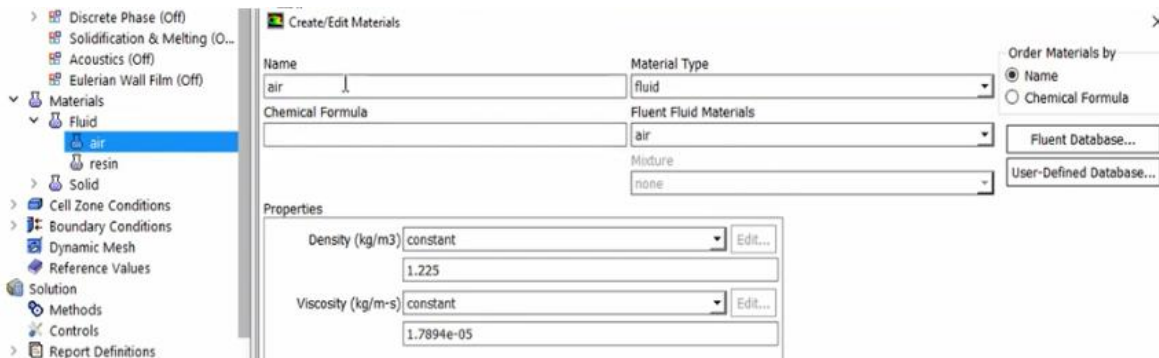 Discrete Phase (Off)
Solidification & Melting (O...
Acoustics (Off)
Eulerian Wall Film (Off)
Materials
Fluid
air
resin
Solid
Cell Zone Conditions
Boundary Conditions
Dynamic Mesh
Reference Values
Solution
Methods
Controls
Report Definitions
Create/Edit Materials
Name
air
Chemical Formula
Material Type
fluid
Fluent Fluid Materials
air
Mixture
none
Order Materials by
Name
Chemical Formula
Fluent Database...
User-Defined Database...
Properties
Density (kg/m3) constant Edit...
1.225
Viscosity (kg/m-s) constant Edit...
1.7894e-05